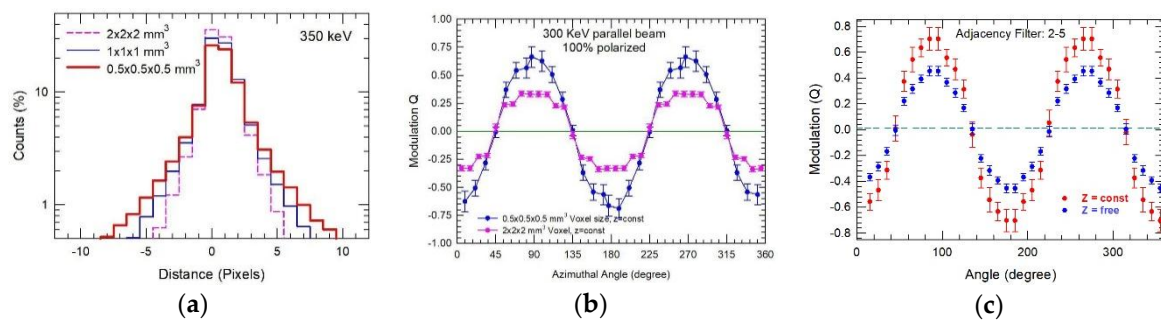 350 keV
2x2x2 mm³
1x1x1 mm³
0.5x0.5x0.5 mm³
10
1
Counts (%)
-10
-5
0
5
10
Distance (Pixels)
(a)
300 KeV parallel beam
100% polarized
1.00
0.75
0.50
0.25
0.00
-0.25
-0.50
-0.75
-1.00
Modulation Q
0.5x0.5x0.5 mm³ Voxel size, z=const
2x2x2 mm³ Voxel, z=const
0 45 90 135 180 225 270 315 360
Azimuthal Angle (degree)
(b)
Adjacency Filter: 2-5
0.8
0.6
0.4
0.2
0.0
-0.2
-0.4
-0.6
-0.8
Modulation (Q)
Z = const
Z = free
0 100 200 300
Angle (degree)
(c)